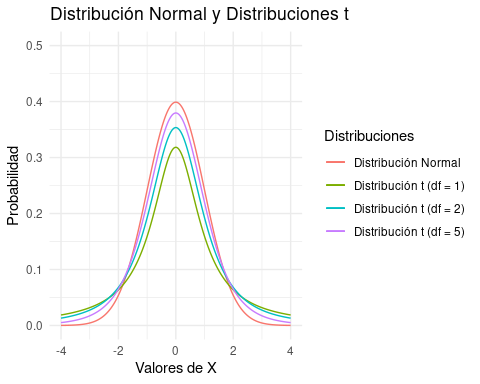 Distribución Normal y Distribuciones t
0.5
0.4
0.3
0.2
0.1
0.0
Probabilidad
-4 -2 0 2 4
Valores de X
Distribuciones
Distribución Normal
Distribución t (df = 1)
Distribución t (df = 2)
Distribución t (df = 5)